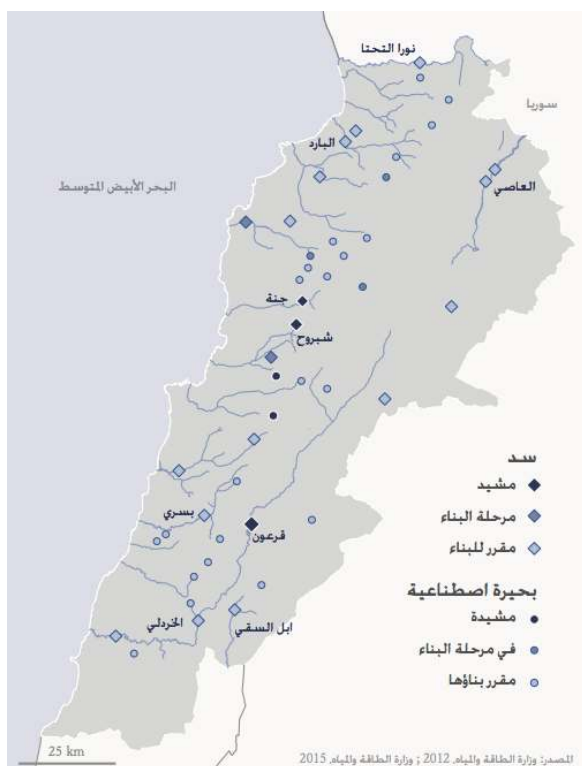 نورا التحتا
سوريا
البارد
العاصي
البحر الأبيض المتوسط
جنة
شبروح
بسري
قرعون
الخردلي
ابل السقي
سد
مشيد
مرحلة البناء
مقرر للبناء
بحيرة اصطناعية
مشيدة
في مرحلة البناء
مقرر بناؤها
25 km
المصدر: وزارة الطاقة والمياه, 2012 ; وزارة الطاقة والمياه, 2015